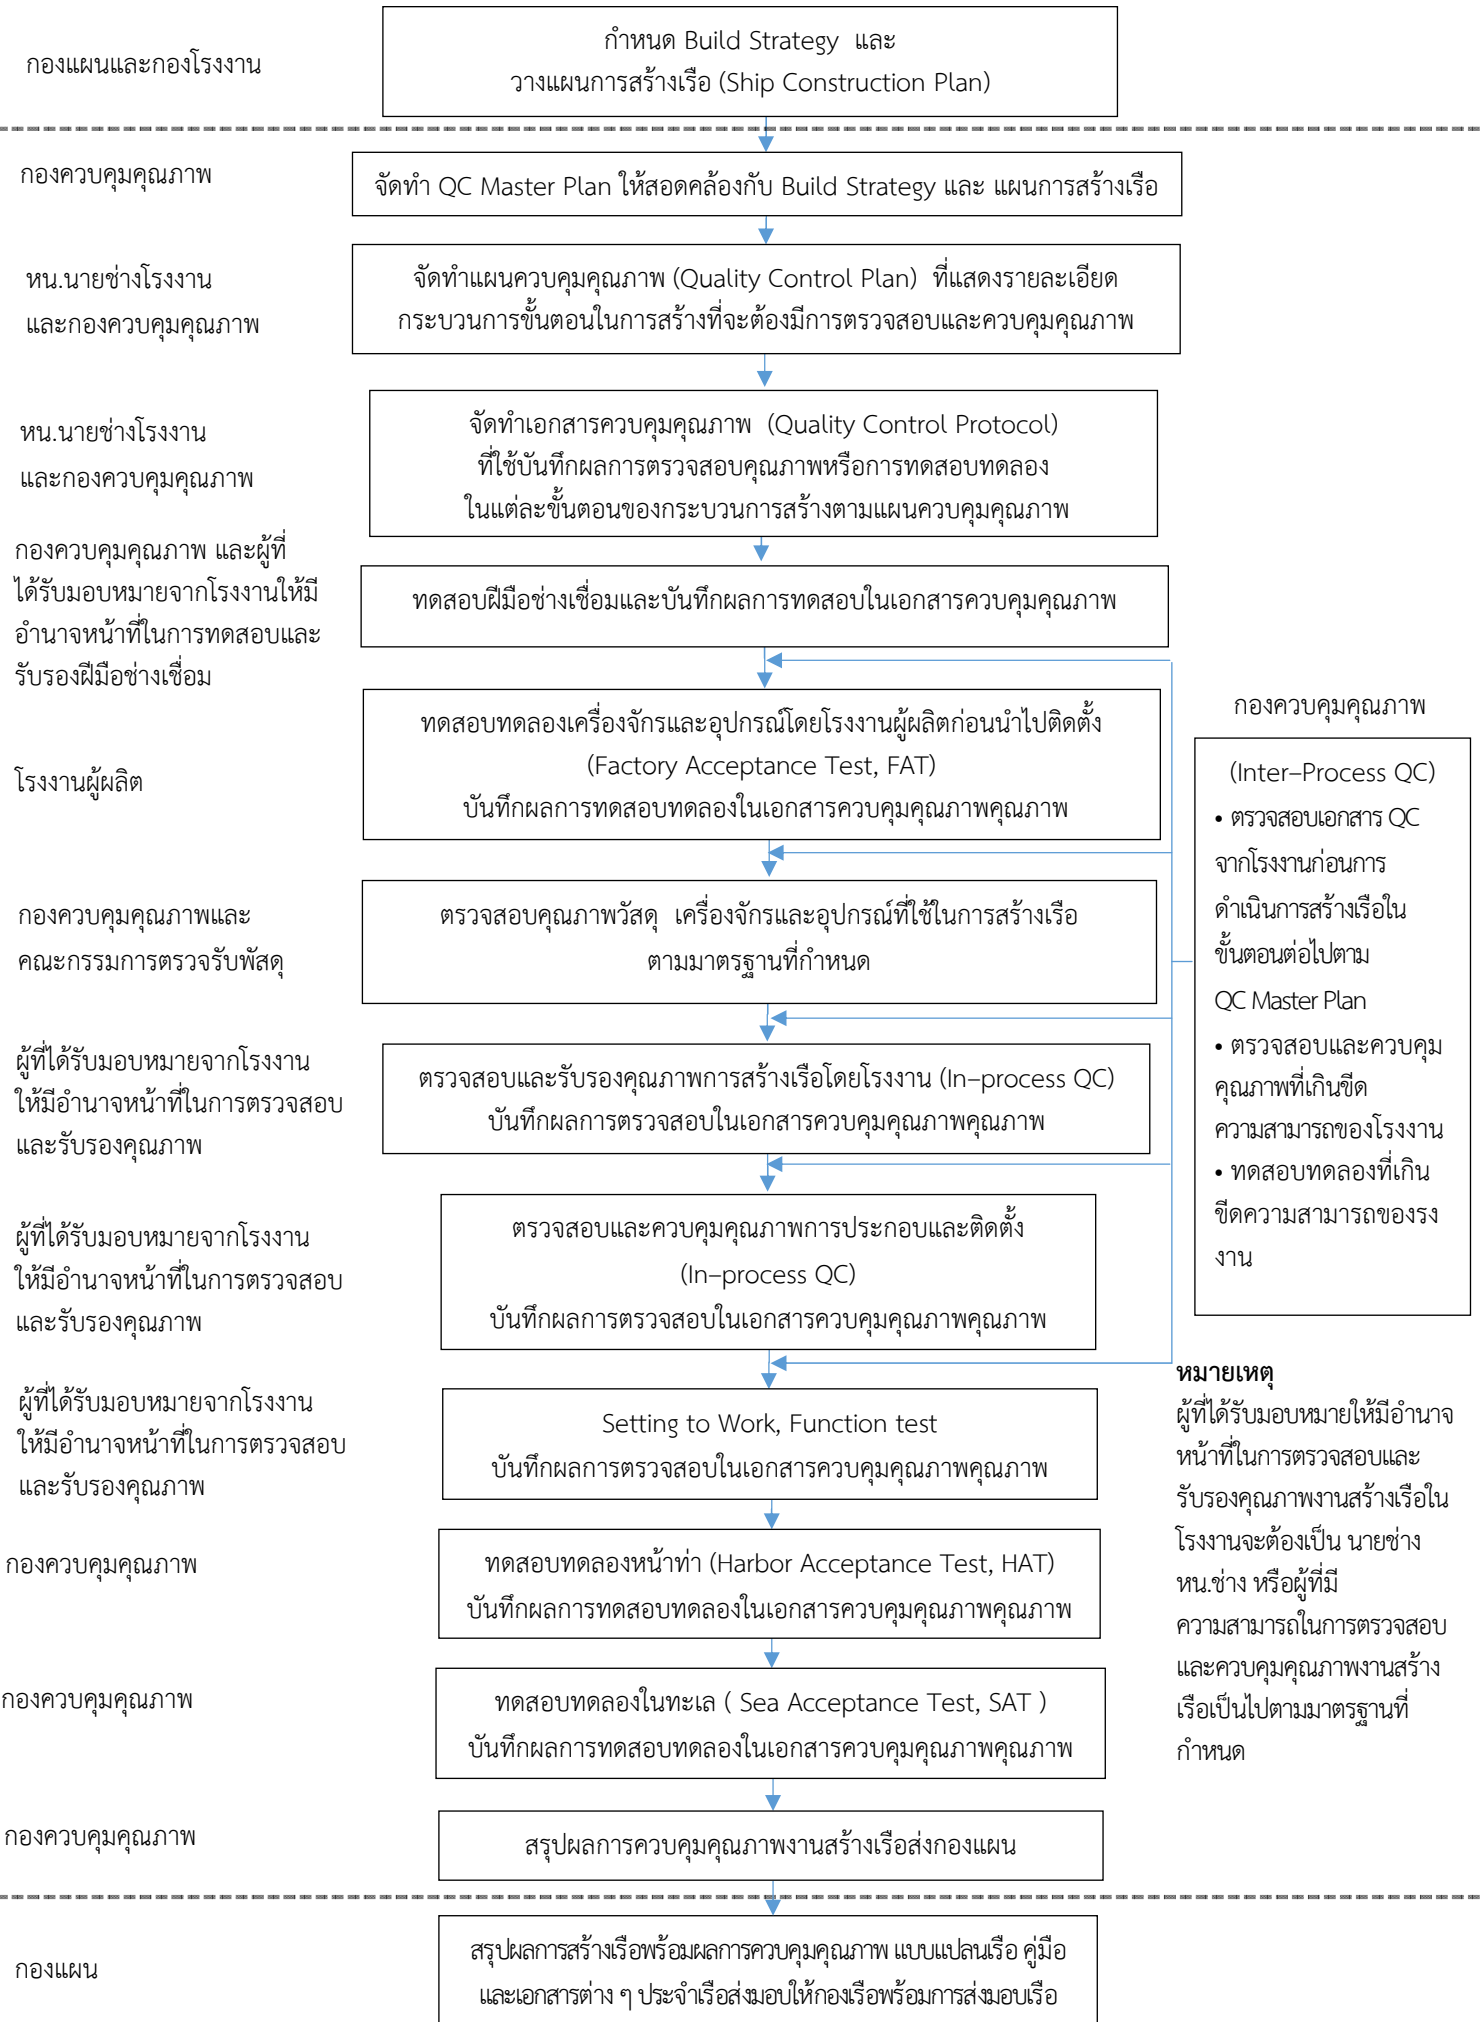 กองแผนและกองโรงงาน
กำหนด Build Strategy และ
วางแผนการสร้างเรือ (Ship Construction Plan)
กองควบคุมคุณภาพ
จัดทำ QC Master Plan ให้สอดคล้องกับ Build Strategy และ แผนการสร้างเรือ
หน.นายช่างโรงงาน
และกองควบคุมคุณภาพ
จัดทำแผนควบคุมคุณภาพ (Quality Control Plan) ที่แสดงรายละเอียด
กระบวนการขั้นตอนในการสร้างที่จะต้องมีการตรวจสอบและควบคุมคุณภาพ
หน.นายช่างโรงงาน
และกองควบคุมคุณภาพ
จัดทำเอกสารควบคุมคุณภาพ (Quality Control Protocol)
ที่ใช้บันทึกผลการตรวจสอบคุณภาพหรือการทดสอบทดลอง
ในแต่ละขั้นตอนของกระบวนการสร้างตามแผนควบคุมคุณภาพ
กองควบคุมคุณภาพ และผู้ที่
ได้รับมอบหมายจากโรงงานให้มี
อำนาจหน้าที่ในการทดสอบและ
รับรองฝีมือช่างเชื่อม
ทดสอบฝีมือช่างเชื่อมและบันทึกผลการทดสอบในเอกสารควบคุมคุณภาพ
โรงงานผู้ผลิต
ทดสอบทดลองเครื่องจักรและอุปกรณ์โดยโรงงานผู้ผลิตก่อนนำไปติดตั้ง
(Factory Acceptance Test, FAT)
บันทึกผลการทดสอบทดลองในเอกสารควบคุมคุณภาพคุณภาพ
กองควบคุมคุณภาพ
(Inter–Process QC)
• ตรวจสอบเอกสาร QC
จากโรงงานก่อนการ
ดำเนินการสร้างเรือใน
ขั้นตอนต่อไปตาม
QC Master Plan
• ตรวจสอบและควบคุม
คุณภาพที่เกินขีด
ความสามารถของโรงงาน
• ทดสอบทดลองที่เกิน
ขีดความสามารถของรง
งาน
กองควบคุมคุณภาพและ
คณะกรรมการตรวจรับพัสดุ
ตรวจสอบคุณภาพวัสดุ เครื่องจักรและอุปกรณ์ที่ใช้ในการสร้างเรือ
ตามมาตรฐานที่กำหนด
ผู้ที่ได้รับมอบหมายจากโรงงาน
ให้มีอำนาจหน้าที่ในการตรวจสอบ
และรับรองคุณภาพ
ตรวจสอบและรับรองคุณภาพการสร้างเรือโดยโรงงาน (In–process QC)
บันทึกผลการตรวจสอบในเอกสารควบคุมคุณภาพคุณภาพ
ผู้ที่ได้รับมอบหมายจากโรงงาน
ให้มีอำนาจหน้าที่ในการตรวจสอบ
และรับรองคุณภาพ
ตรวจสอบและควบคุมคุณภาพการประกอบและติดตั้ง
(In–process QC)
บันทึกผลการตรวจสอบในเอกสารควบคุมคุณภาพคุณภาพ
ผู้ที่ได้รับมอบหมายจากโรงงาน
ให้มีอำนาจหน้าที่ในการตรวจสอบ
และรับรองคุณภาพ
Setting to Work, Function test
บันทึกผลการตรวจสอบในเอกสารควบคุมคุณภาพคุณภาพ
หมายเหตุ
ผู้ที่ได้รับมอบหมายให้มีอำนาจ
หน้าที่ในการตรวจสอบและ
รับรองคุณภาพงานสร้างเรือใน
โรงงานจะต้องเป็น นายช่าง
หน.ช่าง หรือผู้ที่มี
ความสามารถในการตรวจสอบ
และควบคุมคุณภาพงานสร้าง
เรือเป็นไปตามมาตรฐานที่
กำหนด
กองควบคุมคุณภาพ
ทดสอบทดลองหน้าท่า (Harbor Acceptance Test, HAT)
บันทึกผลการทดสอบทดลองในเอกสารควบคุมคุณภาพคุณภาพ
กองควบคุมคุณภาพ
ทดสอบทดลองในทะเล ( Sea Acceptance Test, SAT )
บันทึกผลการทดสอบทดลองในเอกสารควบคุมคุณภาพคุณภาพ
กองควบคุมคุณภาพ
สรุปผลการควบคุมคุณภาพงานสร้างเรือส่งกองแผน
กองแผน
สรุปผลการสร้างเรือพร้อมผลการควบคุมคุณภาพ แบบแปลนเรือ คู่มือ
และเอกสารต่าง ๆ ประจำเรือส่งมอบให้กองเรือพร้อมการส่งมอบเรือ